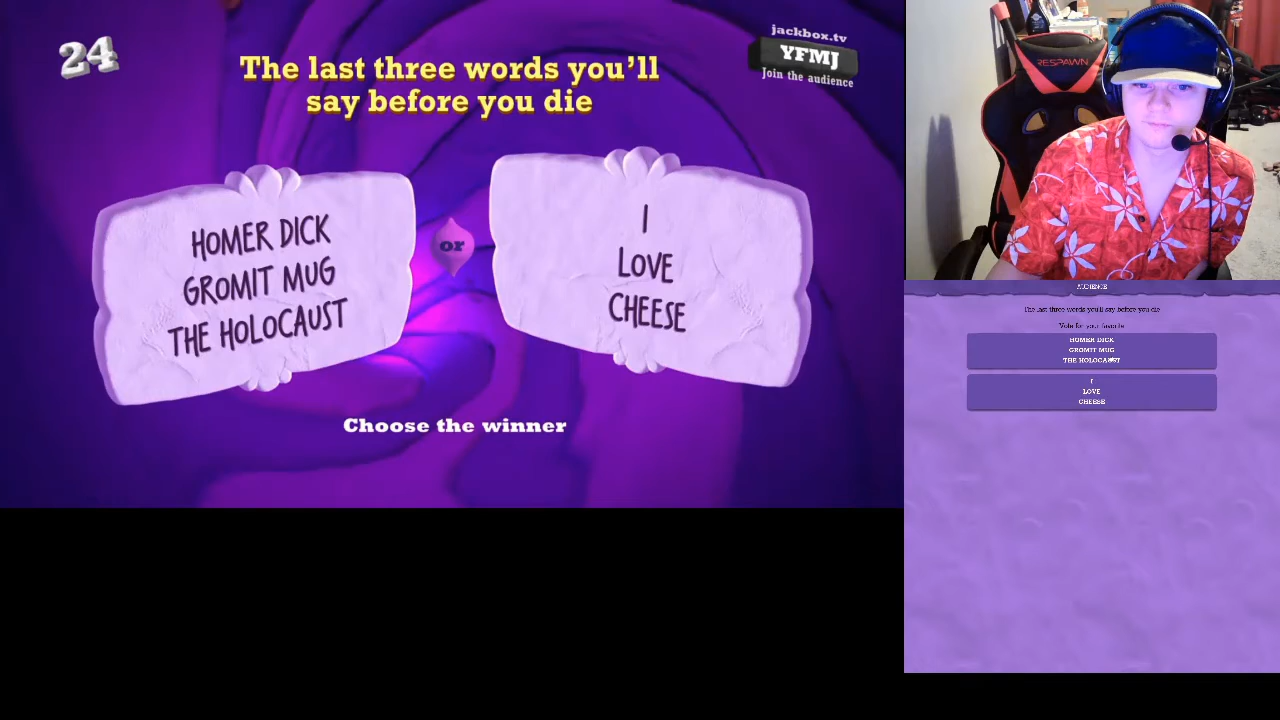 24
The last three words you'll
say before you die
jackbox.tv
YFMJ
Join the audience
HOMER DICK
GROMIT MUG
THE HOLOCAUST
or
I
LOVE
CHEESE
Choose the winner
RESPAWN
AUDIENCE
The last three words you'll say before you die
Vote for your favorite
HOMER DICK
GROMIT MUG
THE HOLOCAUST
I
LOVE
CHEESE